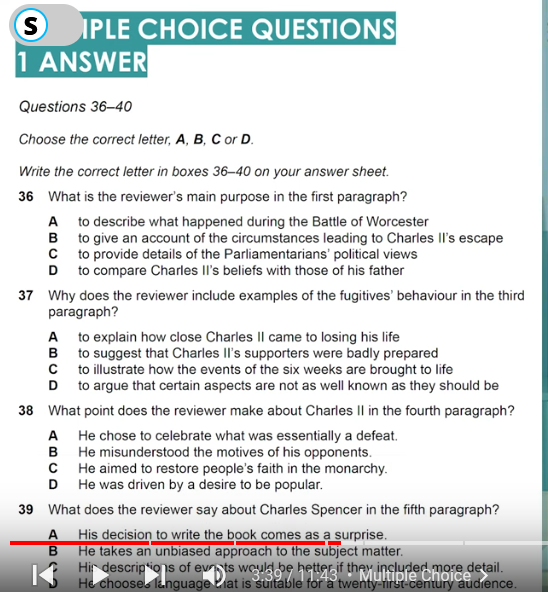 S
IPLE CHOICE QUESTIONS
1 ANSWER
Questions 36–40
Choose the correct letter, A, B, C or D.
Write the correct letter in boxes 36–40 on your answer sheet.
36 What is the reviewer's main purpose in the first paragraph?
A to describe what happened during the Battle of Worcester
B to give an account of the circumstances leading to Charles II's escape
C to provide details of the Parliamentarians' political views
D to compare Charles II's beliefs with those of his father
37 Why does the reviewer include examples of the fugitives' behaviour in the third
paragraph?
A to explain how close Charles II came to losing his life
B to suggest that Charles II's supporters were badly prepared
C to illustrate how the events of the six weeks are brought to life
D to argue that certain aspects are not as well known as they should be
38 What point does the reviewer make about Charles II in the fourth paragraph?
A He chose to celebrate what was essentially a defeat.
B He misunderstood the motives of his opponents.
C He aimed to restore people's faith in the monarchy.
D He was driven by a desire to be popular.
39 What does the reviewer say about Charles Spencer in the fifth paragraph?
A His decision to write the book comes as a surprise.
B He takes an unbiased approach to the subject matter.
C His descriptions of events would be better if they included more detail.
3:39 / 11:43 • Multiple Choice
D He chooses language that is suitable for a twenty-first-century audience.